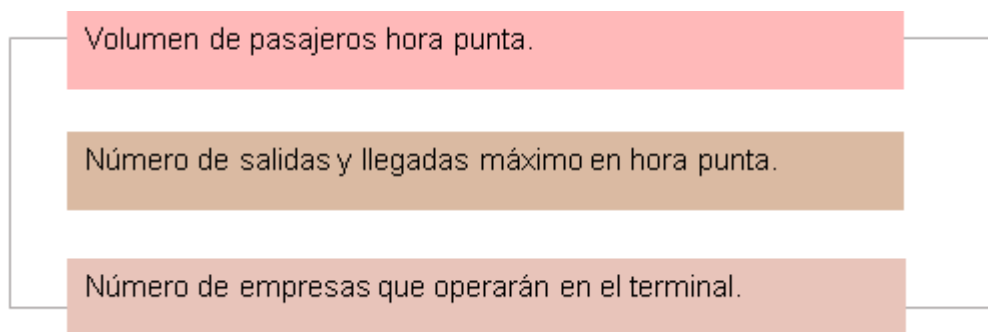 Volumen de pasajeros hora punta.
Número de salidas y llegadas máximo en hora punta.
Número de empresas que operarán en el terminal.